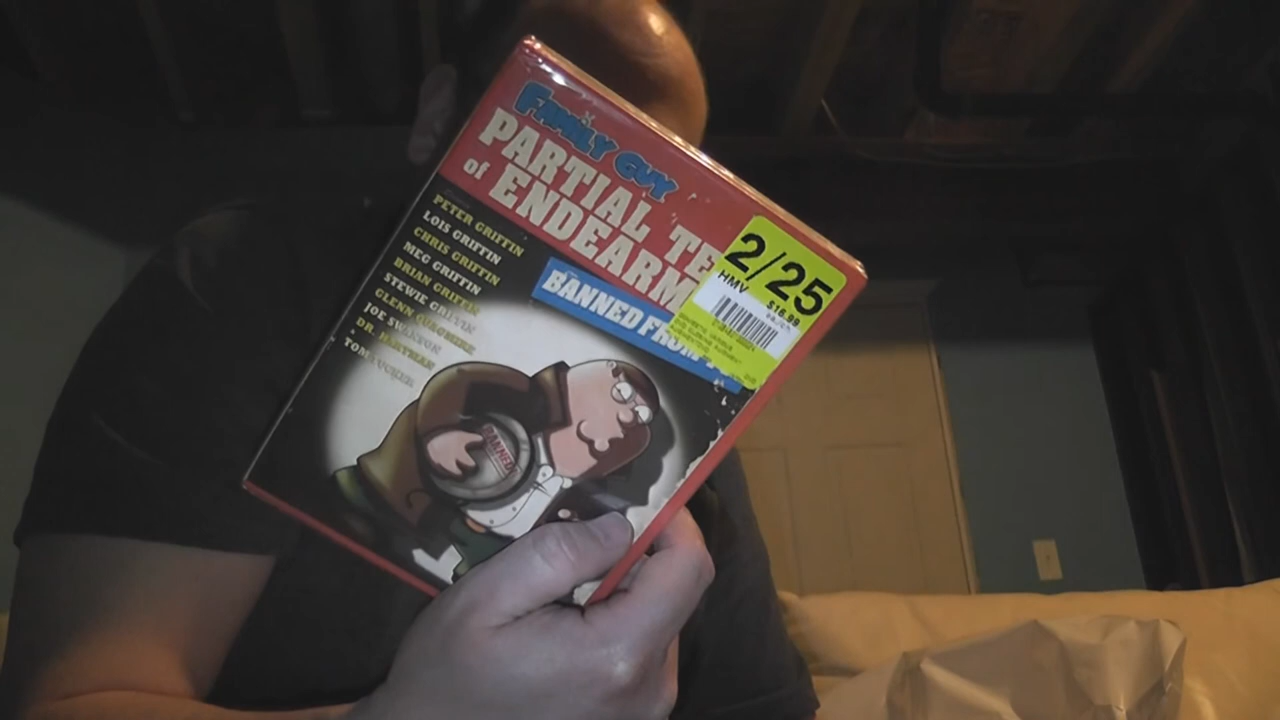 FAMILY GUY
PARTIAL TE
of ENDEARM
2/25
HMV $16.99
BANNED FROM T
PETER GRIFFIN
LOIS GRIFFIN
CHRIS GRIFFIN
MEG GRIFFIN
BRIAN GRIFFIN
STEWIE GRIFFIN
GLENN QUAGMIRE
JOE SWANSON
DR. HARTMAN
TOM TUCKER
BANNED